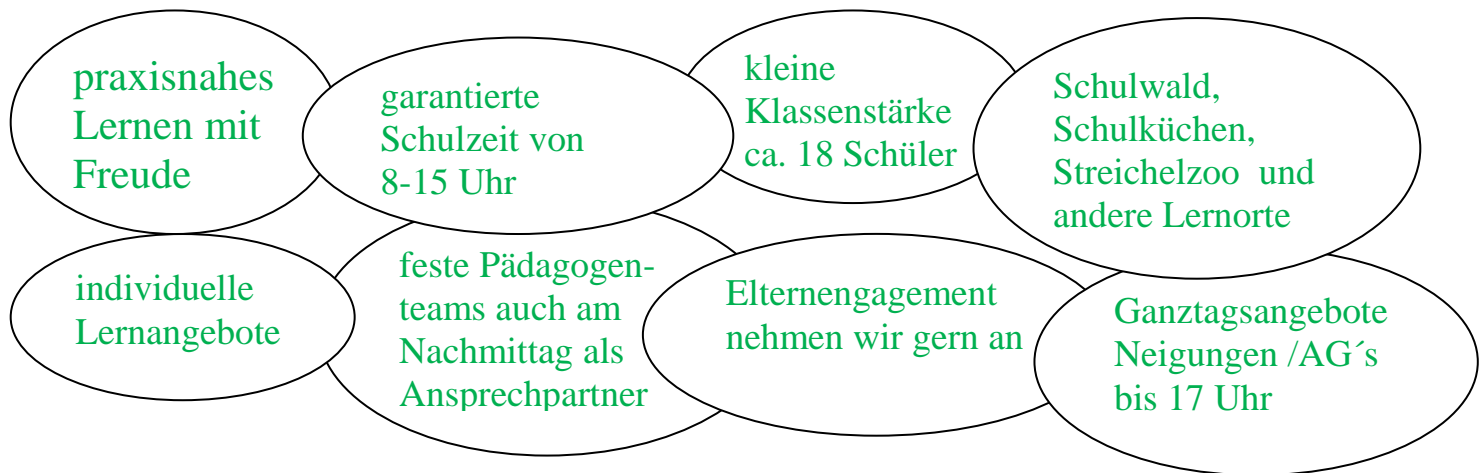 praxisnahes
Lernen mit
Freude
garantierte
Schulzeit von
8-15 Uhr
kleine
Klassenstärke
ca. 18 Schüler
Schulwald,
Schulküchen,
Streichelzoo  und
andere Lernorte
individuelle
Lernangebote
feste Pädagogen-
teams auch am
Nachmittag als
Ansprechpartner
Elternengagement
nehmen wir gern an
Ganztagsangebote
Neigungen /AG´s
bis 17 Uhr